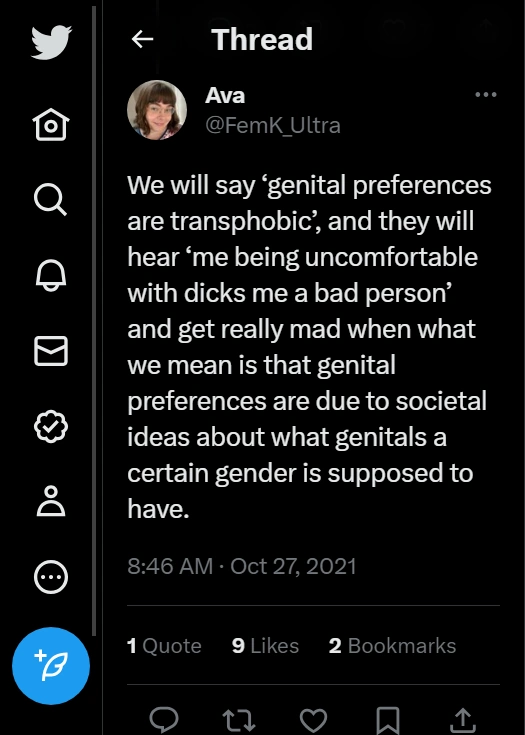 Thread
Ava
@FemK_Ultra
We will say ‘genital preferences
are transphobic’, and they will
hear ‘me being uncomfortable
with dicks me a bad person’
and get really mad when what
we mean is that genital
preferences are due to societal
ideas about what genitals a
certain gender is supposed to
have.
8:46 AM · Oct 27, 2021
1 Quote 9 Likes 2 Bookmarks